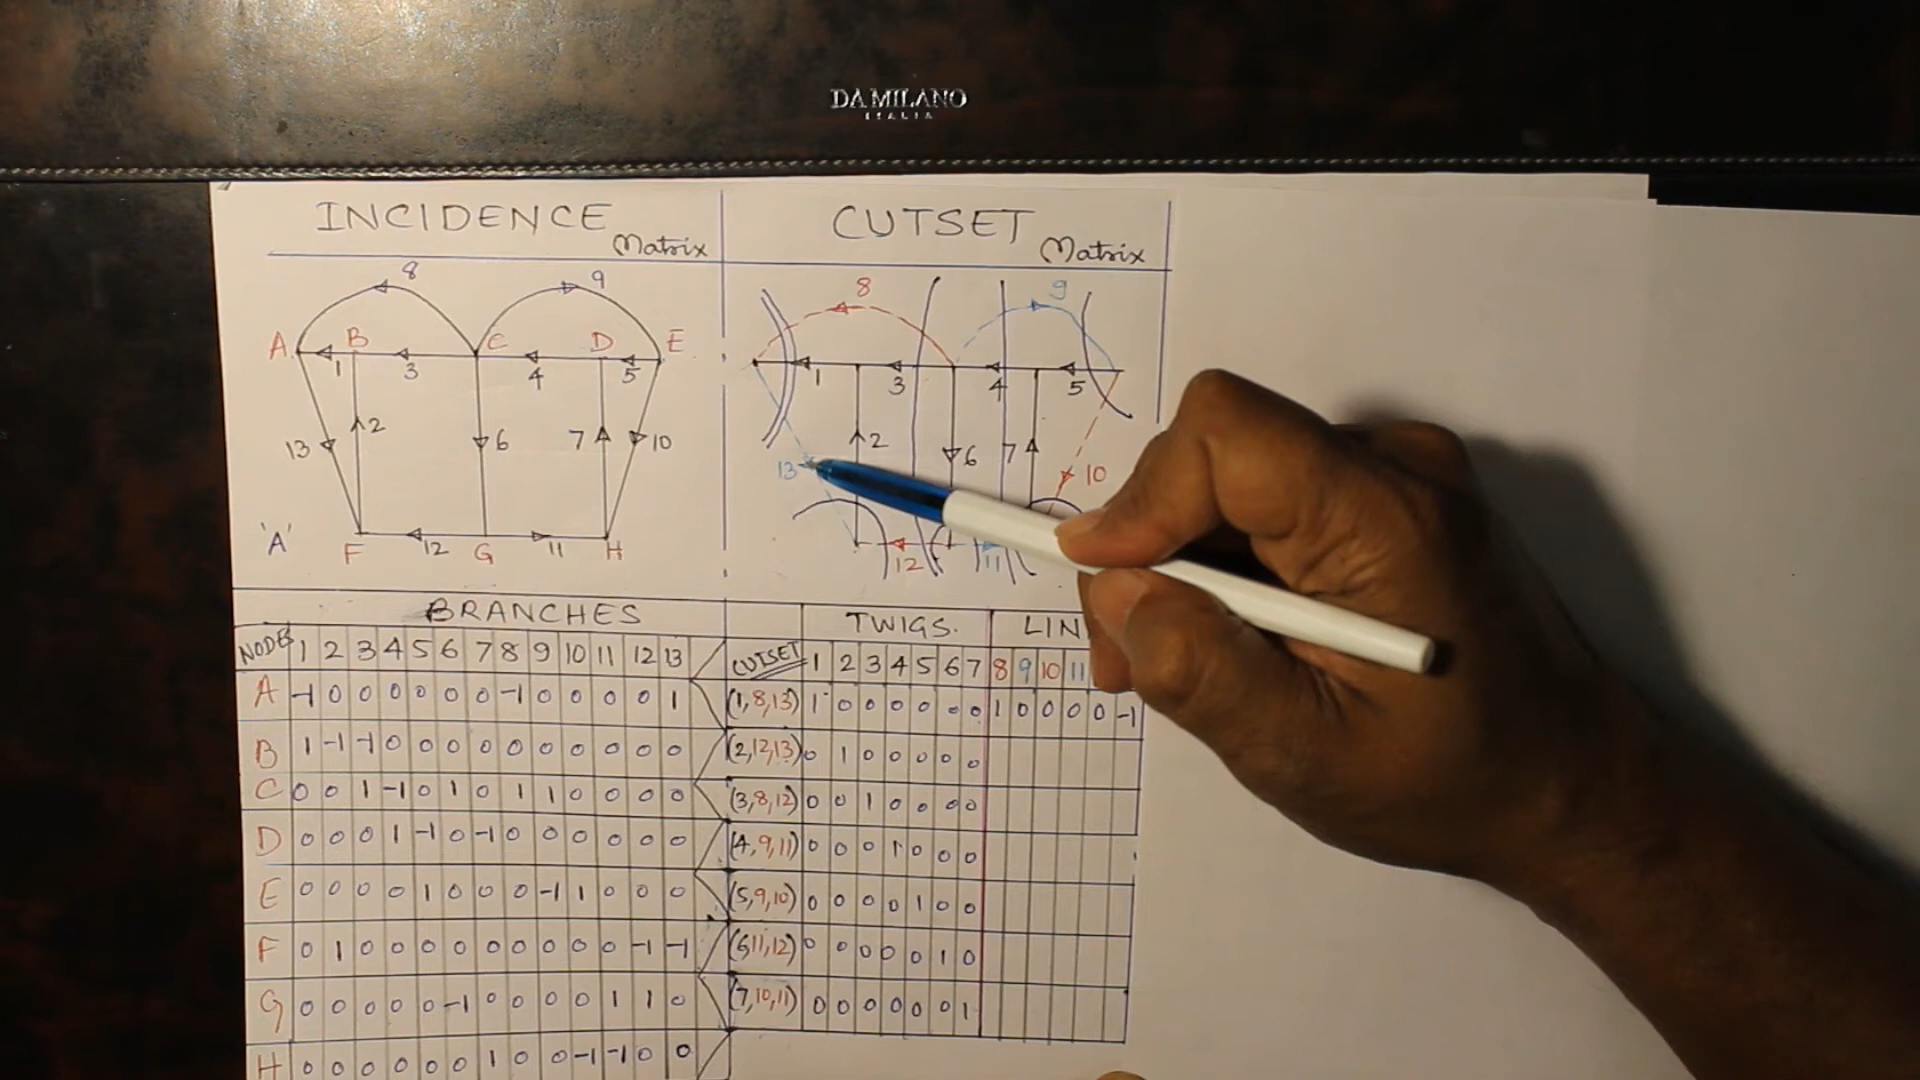 DA MILANO
ITALIA
INCIDENCE Matrix
8 9
A B C D E
1 3 4 5
13 2 6 7 10
'A'
F 12 G 11 H
CUTSET Matrix
8 9
1 3 4 5
13 2 6 7 10
12 11
BRANCHES
NODES 1 2 3 4 5 6 7 8 9 10 11 12 13
A -1 0 0 0 0 0 0 -1 0 0 0 0 1
B 1 -1 -1 0 0 0 0 0 0 0 0 0 0
C 0 0 1 -1 0 1 0 1 1 0 0 0 0
D 0 0 0 1 -1 0 -1 0 0 0 0 0 0
E 0 0 0 0 1 0 0 0 -1 1 0 0 0
F 0 1 0 0 0 0 0 0 0 0 0 -1 -1
G 0 0 0 0 0 -1 0 0 0 0 1 1 0
H 0 0 0 0 0 0 1 0 0 -1 -1 0 0
TWIGS. LIN
CUTSET 1 2 3 4 5 6 7 8 9 10 11
(1,8,13) 1 0 0 0 0 0 0 1 0 0 0 0 -1
(2,12,13) 0 1 0 0 0 0 0
(3,8,12) 0 0 1 0 0 0 0
(4,9,11) 0 0 0 1 0 0 0
(5,9,10) 0 0 0 0 1 0 0
(6,11,12) 0 0 0 0 0 1 0
(7,10,11) 0 0 0 0 0 0 1